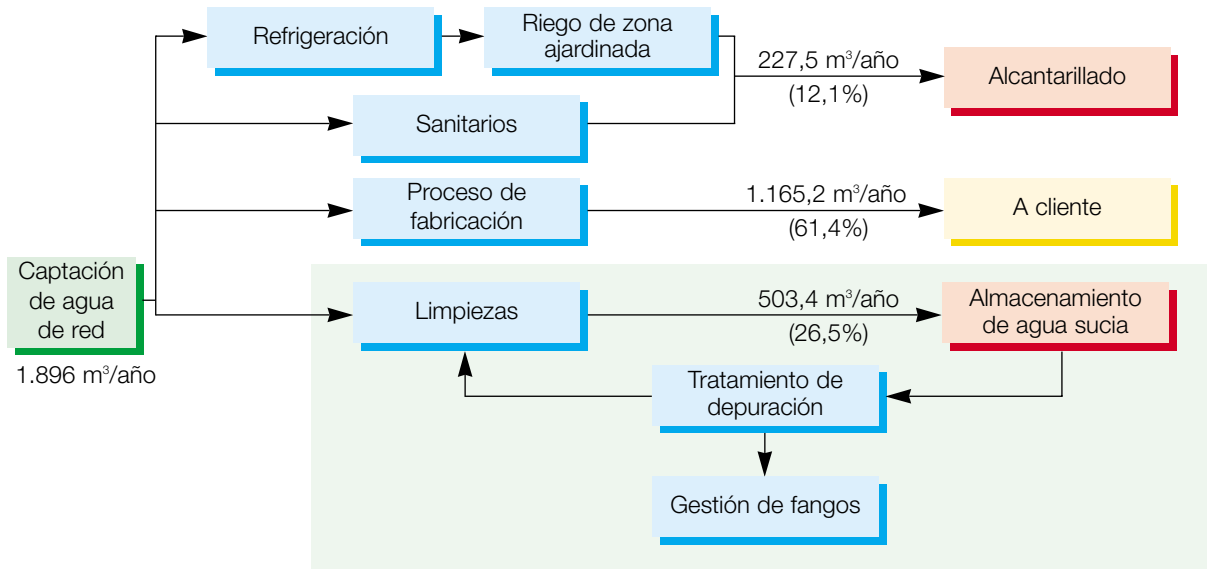 Refrigeración
Riego de zona
ajardinada
227,5 m³/año
(12,1%)
Alcantarillado
Sanitarios
Proceso de
fabricación
1.165,2 m³/año
(61,4%)
A cliente
Captación
de agua
de red
1.896 m³/año
Limpiezas
503,4 m³/año
(26,5%)
Almacenamiento
de agua sucia
Tratamiento de
depuración
Gestión de fangos